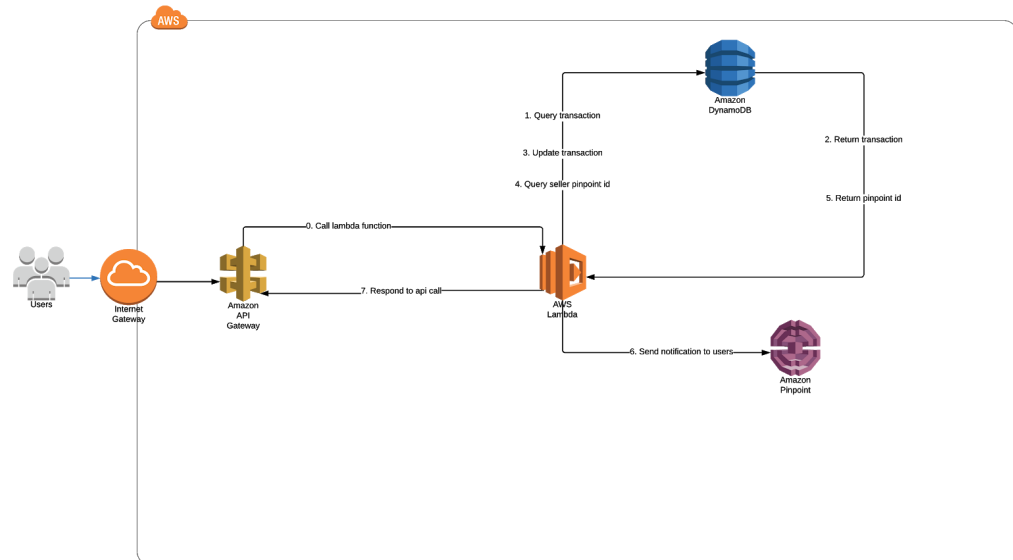 AWS
Amazon
DynamoDB
1. Query transaction
2. Return transaction
3. Update transaction
4. Query seller pinpoint id
5. Return pinpoint id
0. Call lambda function
Users
Internet
Gateway
Amazon
API
Gateway
7. Respond to api call
AWS
Lambda
6. Send notification to users
Amazon
Pinpoint